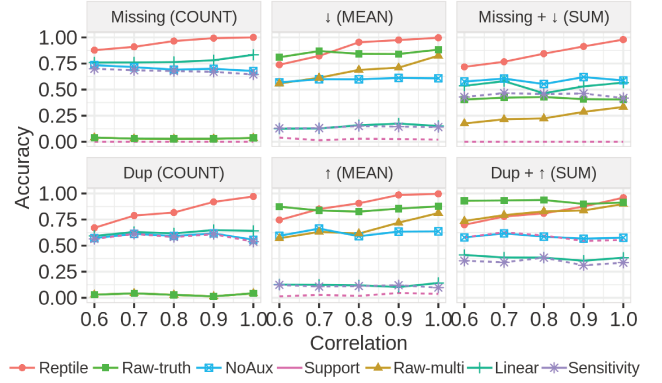 Missing (COUNT) ↓ (MEAN) Missing + ↓ (SUM)
1.00
0.75
0.50
0.25
0.00
Dup (COUNT) ↑ (MEAN) Dup + ↑ (SUM)
1.00
0.75
0.50
0.25
0.00
Accuracy
0.6 0.7 0.8 0.9 1.0 0.6 0.7 0.8 0.9 1.0 0.6 0.7 0.8 0.9 1.0
Correlation
Reptile Raw-truth NoAux Support Raw-multi Linear Sensitivity